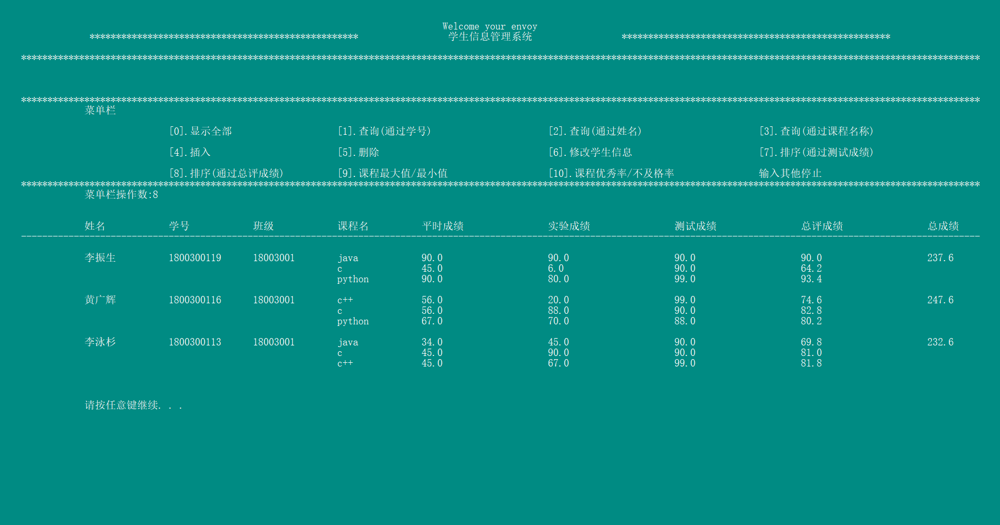 Welcome your envoy
*************************************************** 学生信息管理系统 ***************************************************
**************************************************************************************************************************************************************************************
**************************************************************************************************************************************************************************************
菜单栏
[0].显示全部 [1].查询(通过学号) [2].查询(通过姓名) [3].查询(通过课程名称)
[4].插入 [5].删除 [6].修改学生信息 [7].排序(通过测试成绩)
[8].排序(通过总评成绩) [9].课程最大值/最小值 [10].课程优秀率/不及格率 输入其他停止
**************************************************************************************************************************************************************************************
菜单栏操作数:8
姓名 学号 班级 课程名 平时成绩 实验成绩 测试成绩 总评成绩 总成绩
--------------------------------------------------------------------------------------------------------------------------------------------------------------------------------------
李振生 1800300119 18003001 java 90.0 90.0 90.0 90.0 237.6
c 45.0 6.0 90.0 64.2
python 90.0 80.0 99.0 93.4
黄广辉 1800300116 18003001 c++ 56.0 20.0 99.0 74.6 247.6
c 56.0 88.0 90.0 82.8
python 67.0 70.0 88.0 80.2
李泳杉 1800300113 18003001 java 34.0 45.0 90.0 69.8 232.6
c 45.0 90.0 90.0 81.0
c++ 45.0 67.0 99.0 81.8
请按任意键继续. . .